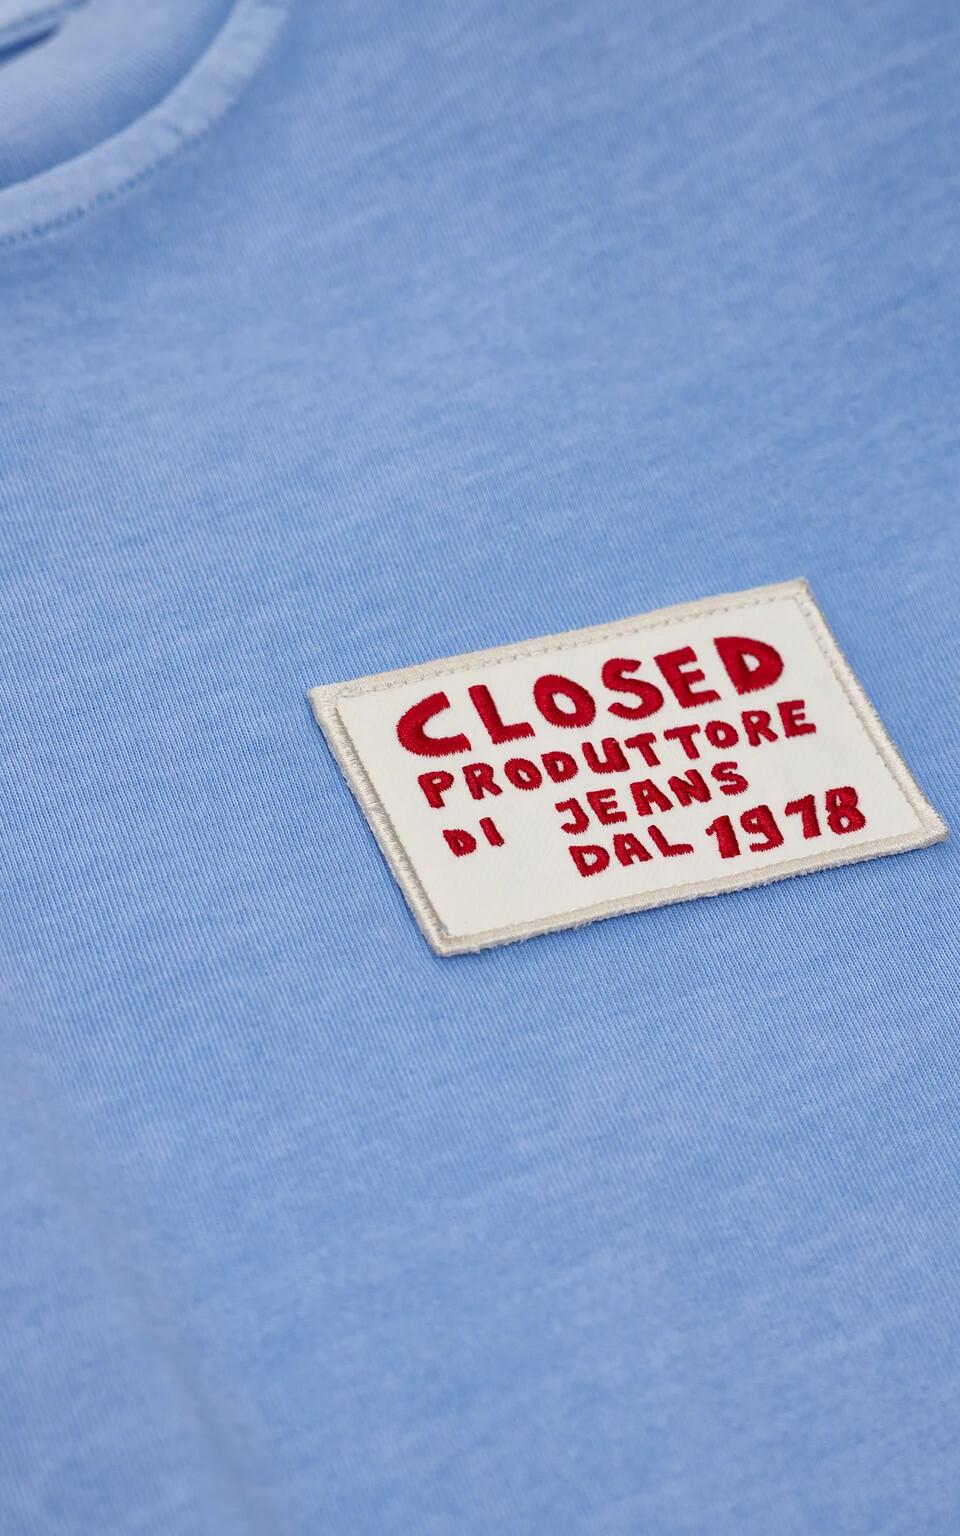 CLOSED
PRODUTTORE
DI JEANS
DAL 1978